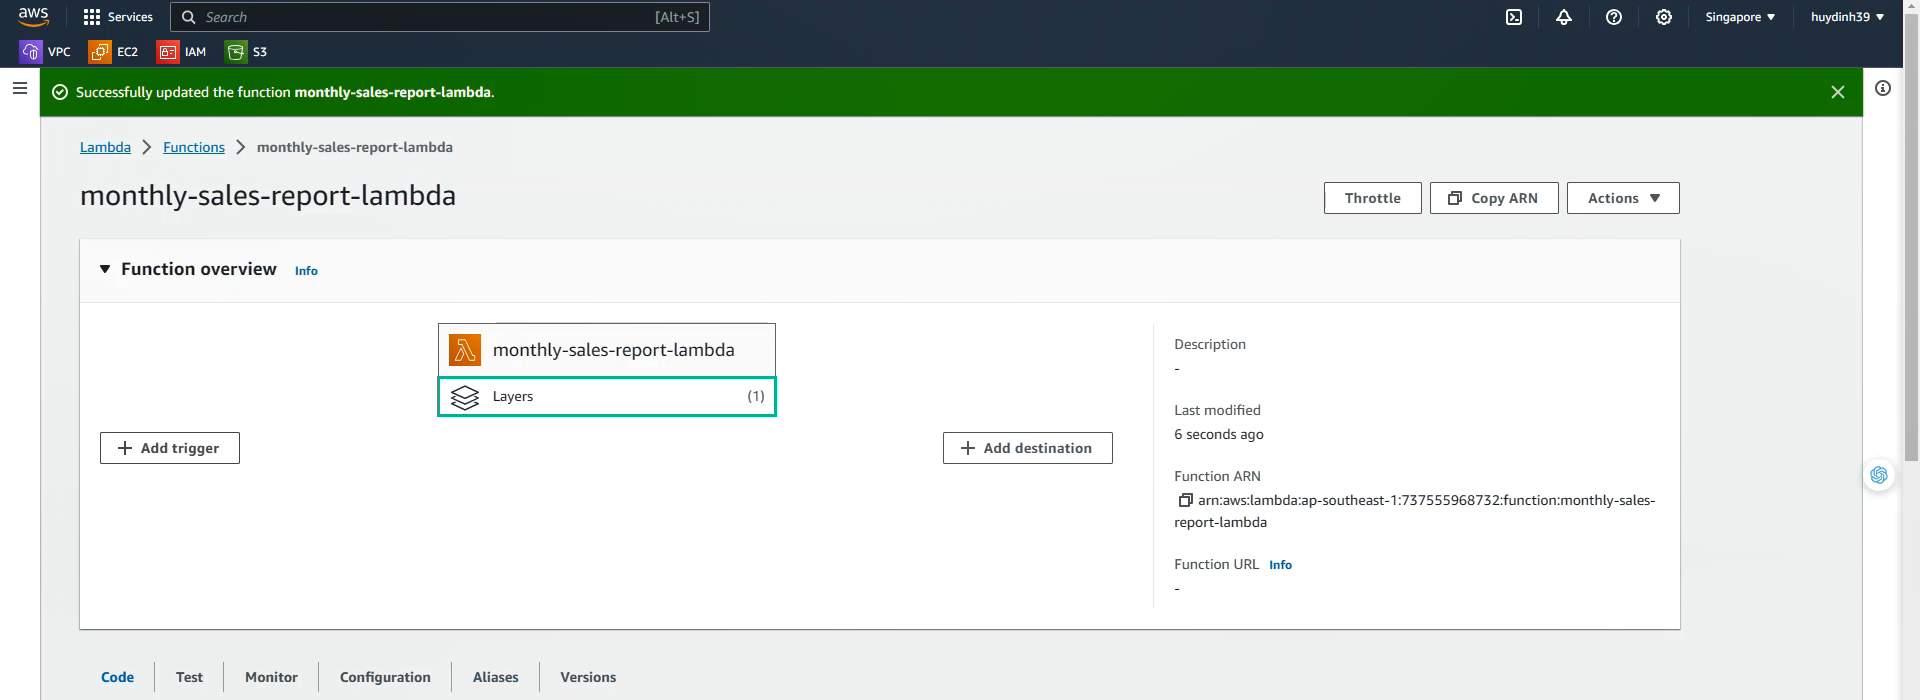 aws Services Search [Alt+S] Singapore huydinh39
VPC EC2 IAM S3
Successfully updated the function monthly-sales-report-lambda.
Lambda Functions monthly-sales-report-lambda
monthly-sales-report-lambda
Throttle Copy ARN Actions
Function overview Info
monthly-sales-report-lambda
Layers (1)
Add trigger
Add destination
Description
-
Last modified
6 seconds ago
Function ARN
arn:aws:lambda:ap-southeast-1:737555968732:function:monthly-sales-
report-lambda
Function URL Info
-
Code Test Monitor Configuration Aliases Versions